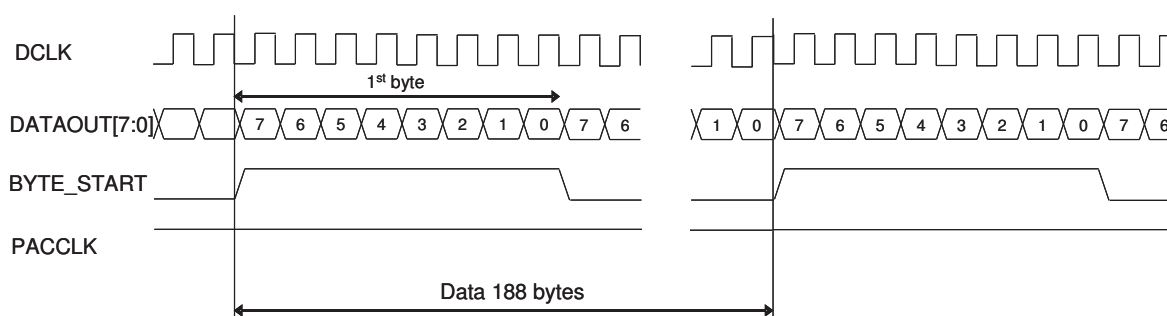 DCLK
1st byte
DATAOUT[7:0] 7 6 5 4 3 2 1 0 7 6 1 0 7 6 5 4 3 2 1 0 7 6
BYTE_START
PACCLK
Data 188 bytes